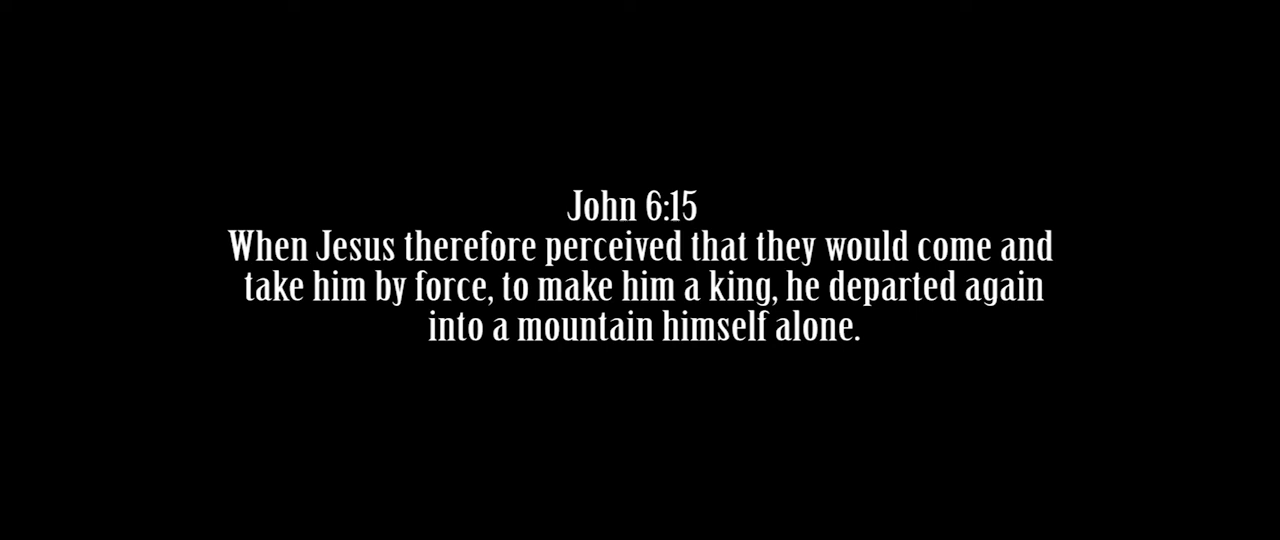 John 6:15
When Jesus therefore perceived that they would come and
take him by force, to make him a king, he departed again
into a mountain himself alone.